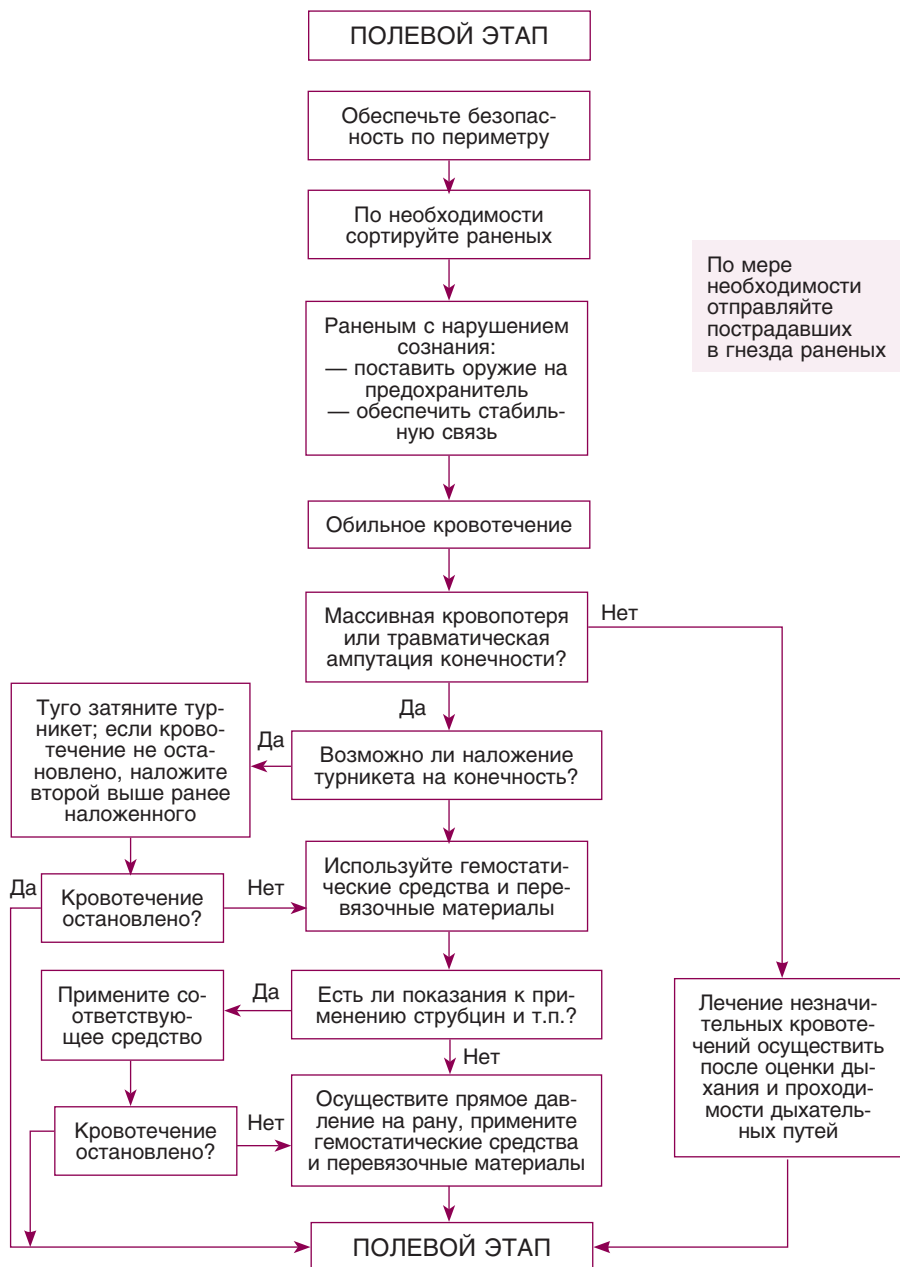 ПОЛЕВОЙ ЭТАП
Обеспечьте безопас-
ность по периметру
По необходимости
сортируйте раненых
По мере
необходимости
отправляйте
пострадавших
в гнезда раненых
Раненым с нарушением
сознания:
— поставить оружие на
предохранитель
— обеспечить стабиль-
ную связь
Обильное кровотечение
Массивная кровопотеря
или травматическая
ампутация конечности?
Нет
Да
Туго затяните тур-
никет; если крово-
течение не оста-
новлено, наложите
второй выше ранее
наложенного
Да
Возможно ли наложение
турникета на конечность?
Да
Кровотечение
остановлено?
Нет
Используйте гемостати-
ческие средства и пере-
вязочные материалы
Примените со-
ответствую-
щее средство
Да
Есть ли показания к при-
менению струбцин и т.п.?
Нет
Лечение незначи-
тельных кровоте-
чений осуществить
после оценки ды-
хания и проходи-
мости дыхатель-
ных путей
Кровотечение
остановлено?
Нет
Осуществите прямое дав-
ление на рану, примените
гемостатические средства
и перевязочные материалы
ПОЛЕВОЙ ЭТАП